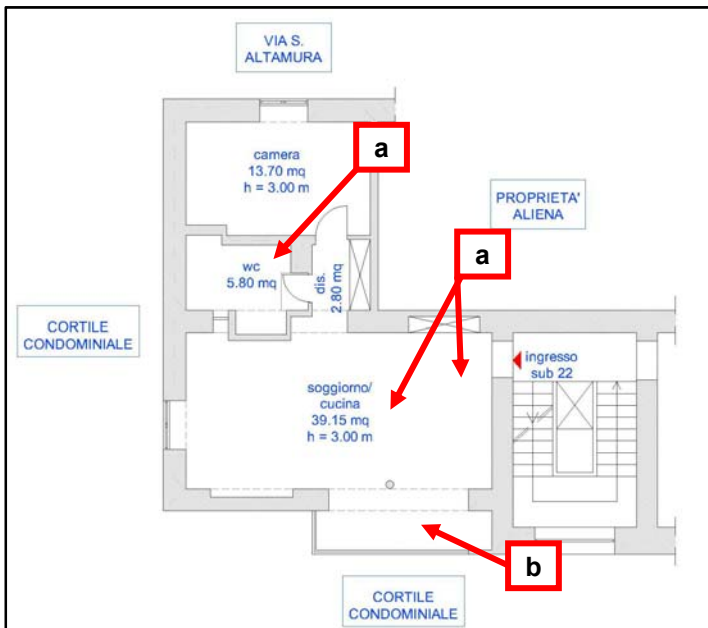 VIA S.
ALTAMURA
a
camera
13.70 mq
h = 3.00 m
PROPRIETA'
ALIENA
a
wc
5.80 mq
dis.
2.80 mq
CORTILE
CONDOMINIALE
ingresso
sub 22
soggiorno/
cucina
39.15 mq
h = 3.00 m
b
CORTILE
CONDOMINIALE